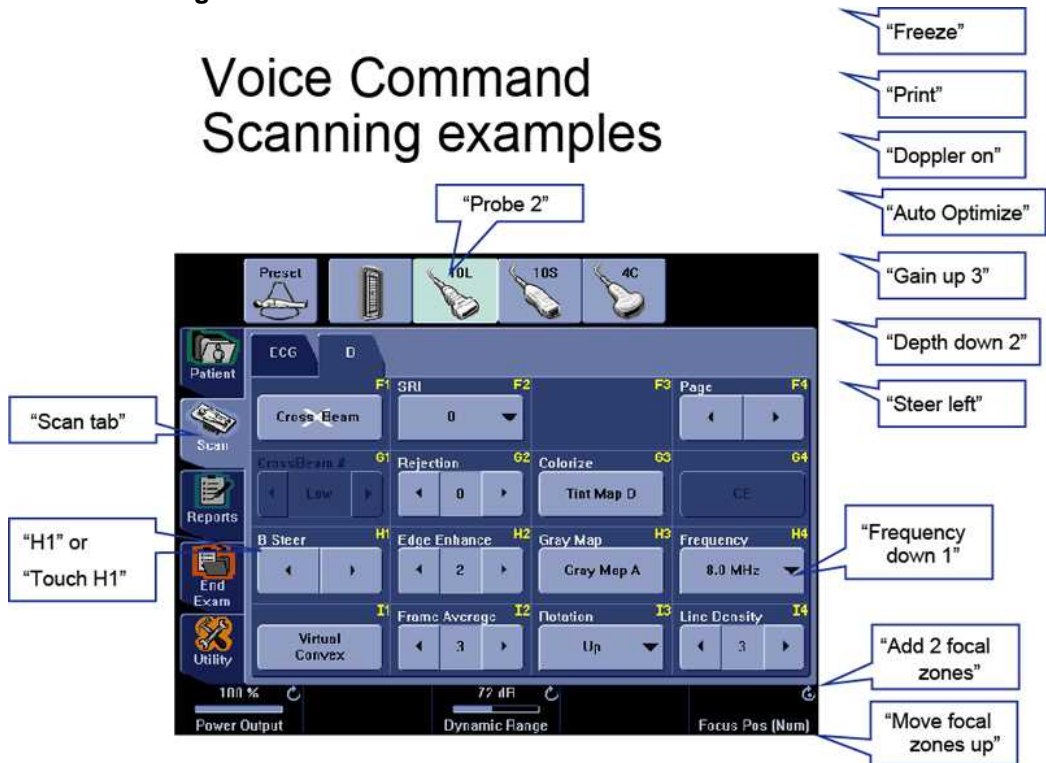 Voice Command
Scanning examples
“Freeze”
“Print”
“Doppler on”
“Auto Optimize”
“Gain up 3”
“Depth down 2”
“Steer left”
“Probe 2”
Preset
10L
10S
4C
Patient
ECG
D
F1
SRI
F2
F3
Page
F4
Cross Beam
0
“Scan tab”
Scan
CrossBeam #
G1
Rejection
G2
Colorize
G3
G4
Low
0
Tint Map D
CE
Reports
“H1” or
“Touch H1”
B Steer
H1
Edge Enhance
H2
Gray Map
H3
Frequency
H4
“Frequency
down 1”
2
Gray Map A
8.0 MHz
End
Exam
I1
Frame Average
I2
Rotation
I3
Line Density
I4
Virtual
Convex
3
Up
3
Utility
“Add 2 focal
zones”
100 %
72 dB
Power Output
Dynamic Range
Focus Pos (Num)
“Move focal
zones up”